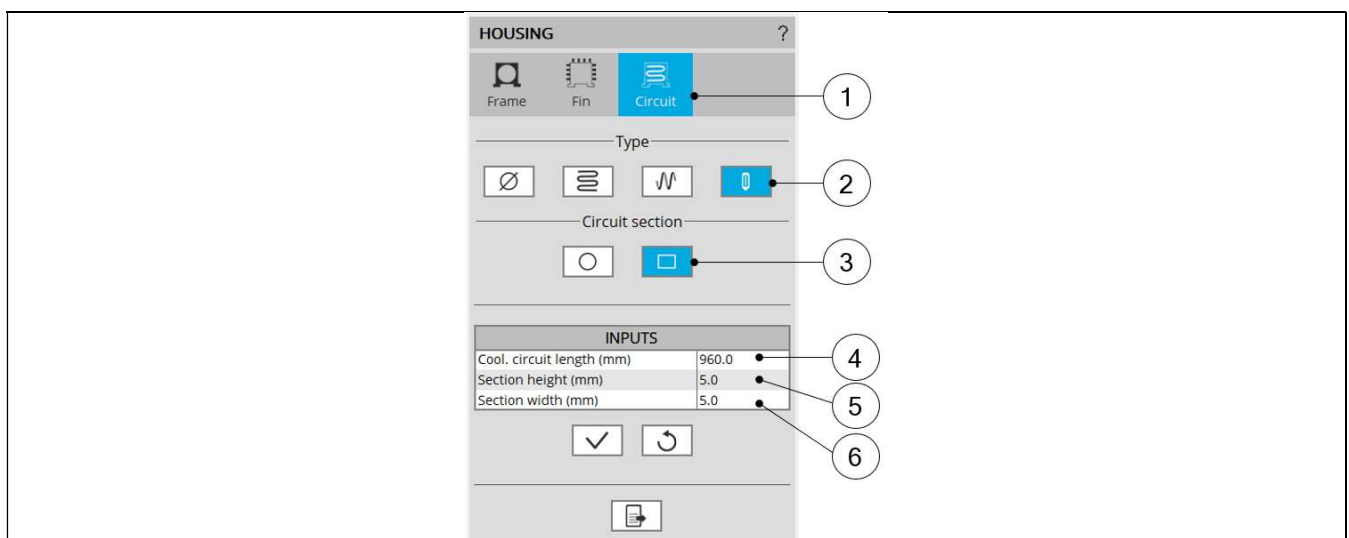 HOUSING ?
Frame Fin Circuit
1
Type
2
Circuit section
3
INPUTS
Cool. circuit length (mm) 960.0
4
Section height (mm) 5.0
5
Section width (mm) 5.0
6